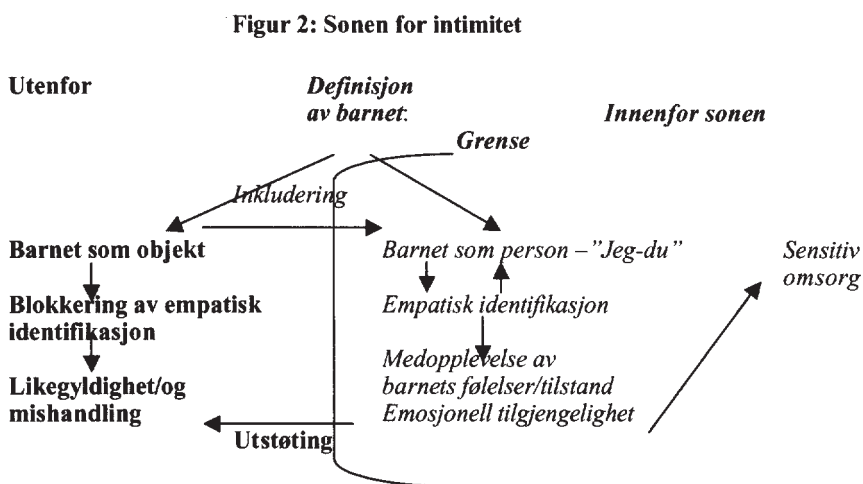 Figur 2: Sonen for intimitet
Utenfor
Definisjon
av barnet:
Innenfor sonen
Grense
Inkludering
Barnet som objekt
Barnet som person – ”Jeg-du”
Sensitiv
omsorg
Blokkering av empatisk
identifikasjon
Empatisk identifikasjon
Likegyldighet/og
mishandling
Medopplevelse av
barnets følelser/tilstand
Emosjonell tilgjengelighet
Utstøting